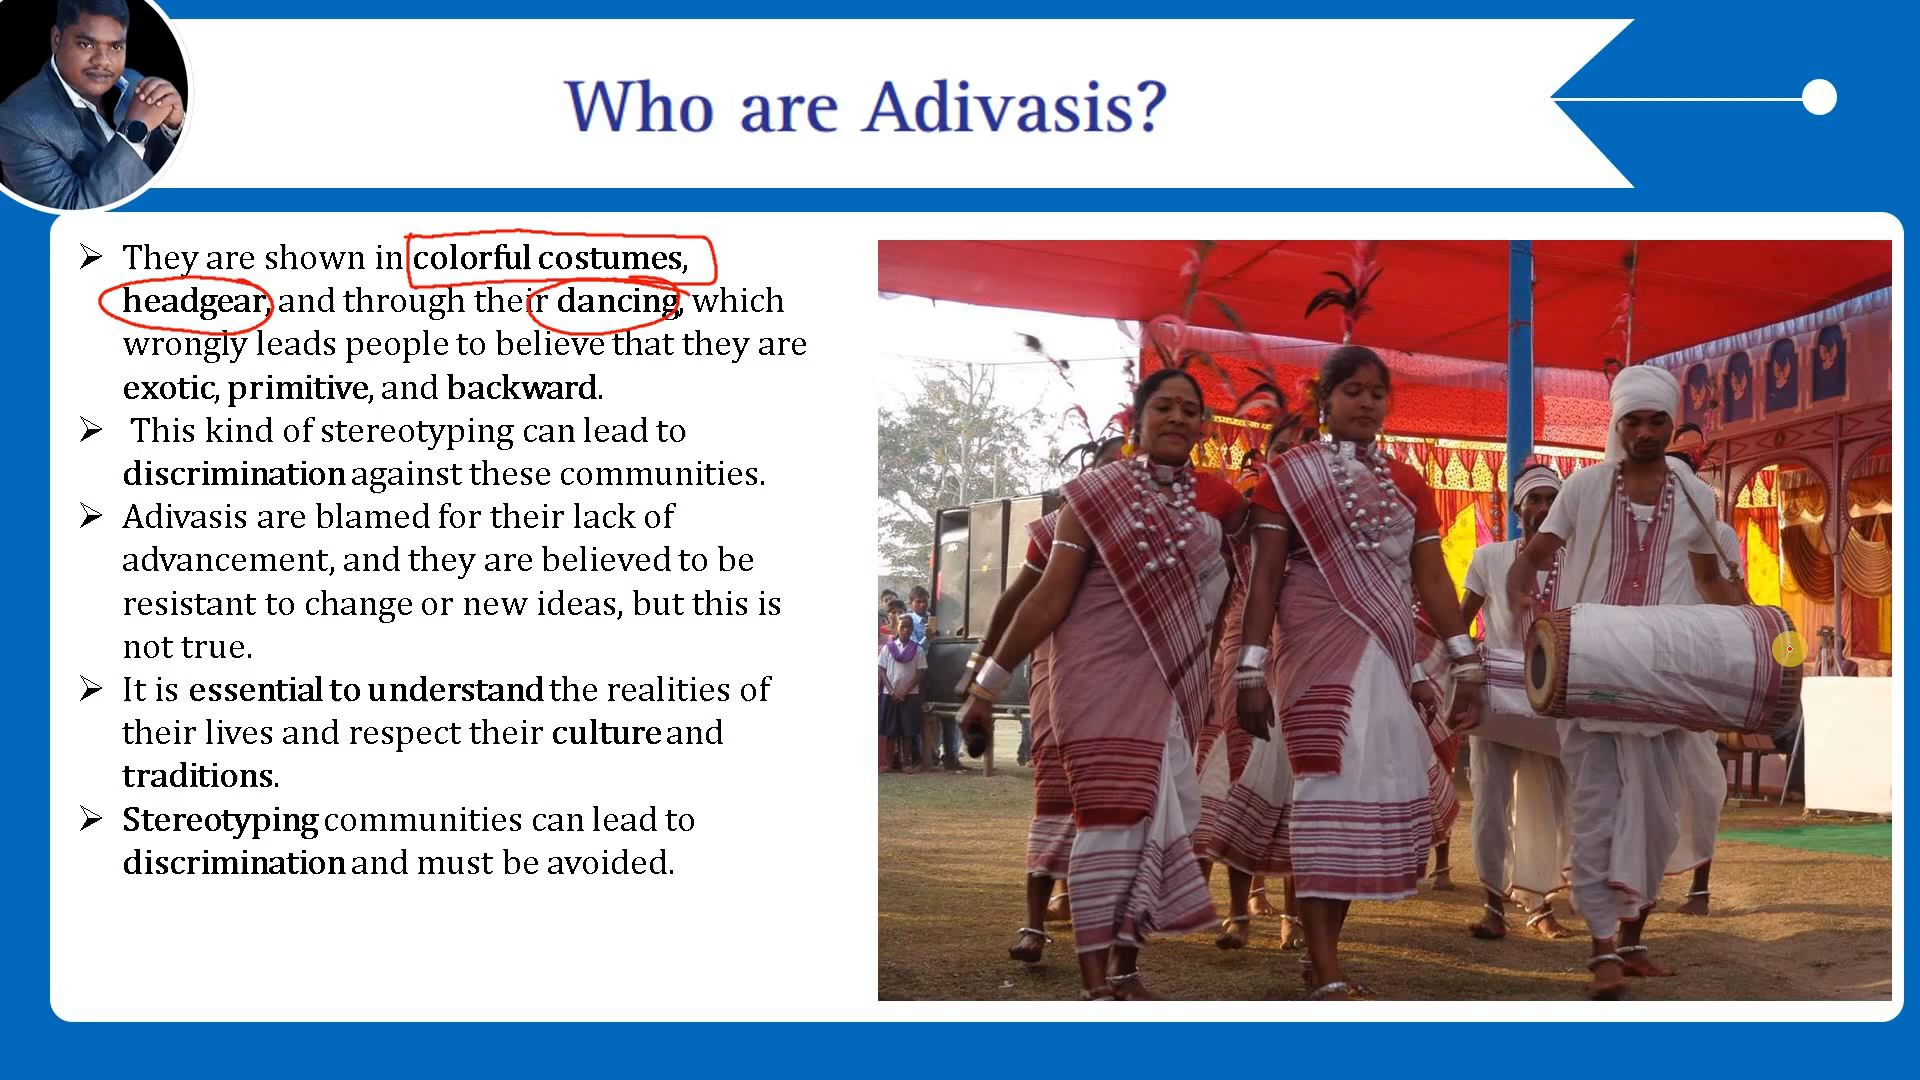 Who are Adivasis?
They are shown in colorful costumes,
headgear, and through their dancing, which
wrongly leads people to believe that they are
exotic, primitive, and backward.
This kind of stereotyping can lead to
discrimination against these communities.
Adivasis are blamed for their lack of
advancement, and they are believed to be
resistant to change or new ideas, but this is
not true.
It is essential to understand the realities of
their lives and respect their culture and
traditions.
Stereotyping communities can lead to
discrimination and must be avoided.